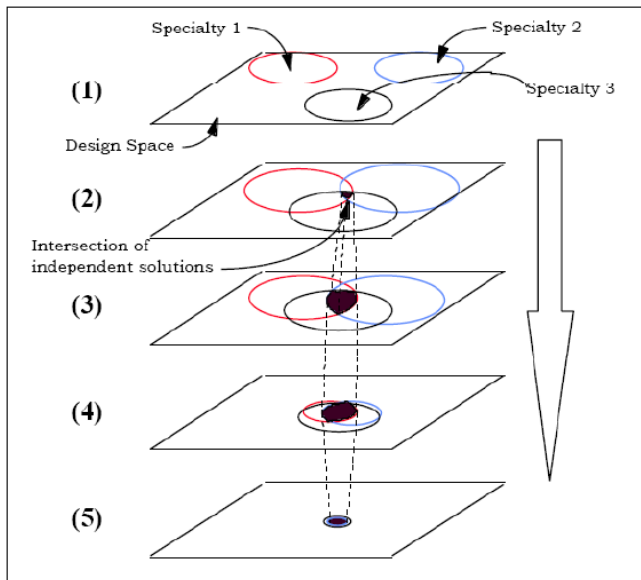 Specialty 1
Specialty 2
(1)
Specialty 3
Design Space
(2)
Intersection of
independent solutions
(3)
(4)
(5)